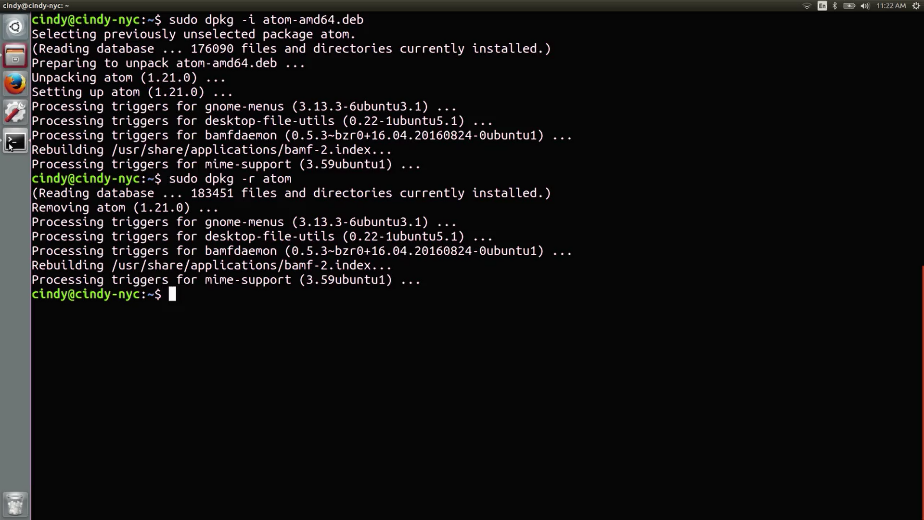 cindy@cindy-nyc: ~
En
11:22 AM
cindy@cindy-nyc:~$ sudo dpkg -i atom-amd64.deb
Selecting previously unselected package atom.
(Reading database ... 176090 files and directories currently installed.)
Preparing to unpack atom-amd64.deb ...
Unpacking atom (1.21.0) ...
Setting up atom (1.21.0) ...
Processing triggers for gnome-menus (3.13.3-6ubuntu3.1) ...
Processing triggers for desktop-file-utils (0.22-1ubuntu5.1) ...
Processing triggers for bamfdaemon (0.5.3~bzr0+16.04.20160824-0ubuntu1) ...
Rebuilding /usr/share/applications/bamf-2.index...
Processing triggers for mime-support (3.59ubuntu1) ...
cindy@cindy-nyc:~$ sudo dpkg -r atom
(Reading database ... 183451 files and directories currently installed.)
Removing atom (1.21.0) ...
Processing triggers for gnome-menus (3.13.3-6ubuntu3.1) ...
Processing triggers for desktop-file-utils (0.22-1ubuntu5.1) ...
Processing triggers for bamfdaemon (0.5.3~bzr0+16.04.20160824-0ubuntu1) ...
Rebuilding /usr/share/applications/bamf-2.index...
Processing triggers for mime-support (3.59ubuntu1) ...
cindy@cindy-nyc:~$